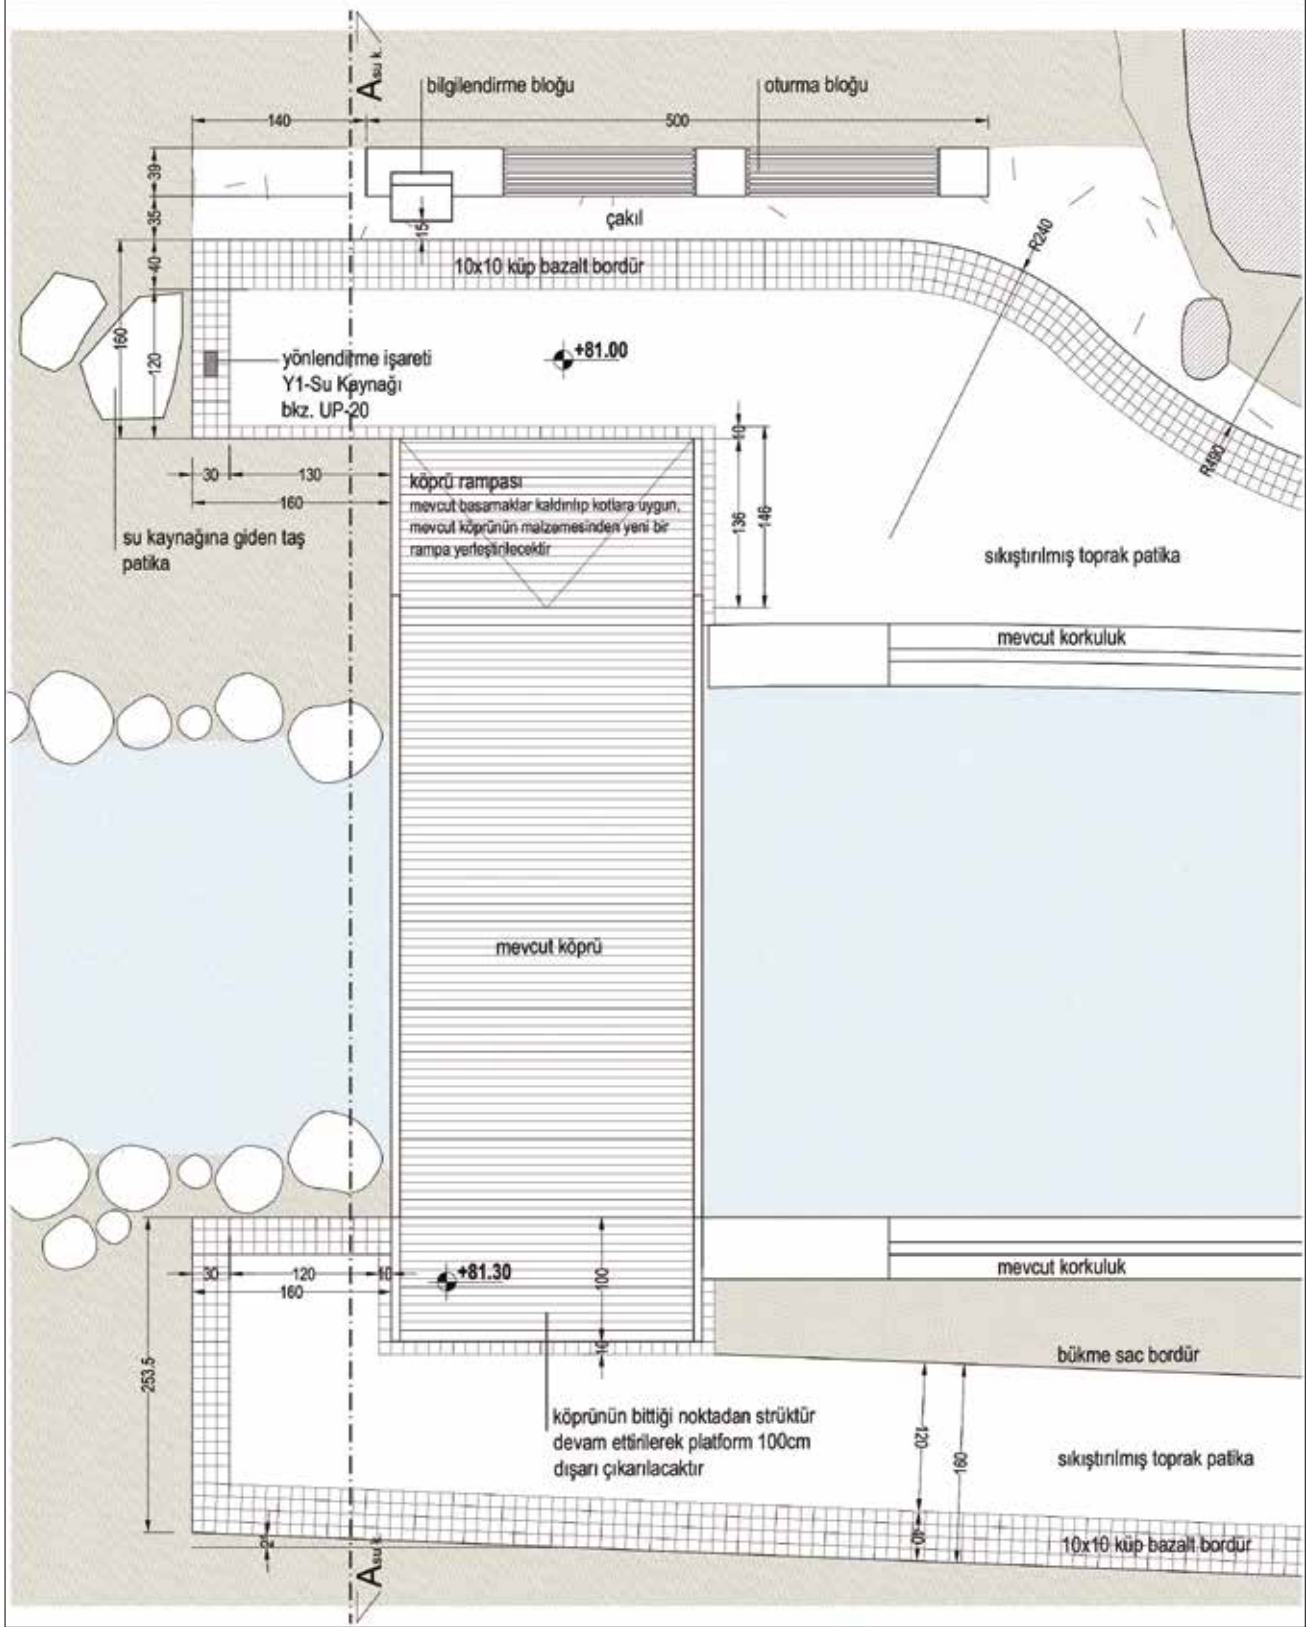 A su k.
bilgilendirme bloğu
oturma bloğu
140
500
39
35
çakıl
15
R240
40
10x10 küp bazalt bordür
160
120
yönlendirme işareti
Y1-Su Kaynağı
bkz. UP-20
+81.00
10
R490
30
130
160
köprü rampası
mevcut basamaklar kaldırılıp kotlara uygun,
mevcut köprünün malzemesinden yeni bir
rampa yerleştirilecektir
136
146
su kaynağına giden taş
patika
sıkıştırılmış toprak patika
mevcut korkuluk
mevcut köprü
30
120
10
+81.30
160
100
mevcut korkuluk
10
253.5
bükme sac bordür
köprünün bittiği noktadan strüktür
devam ettirilerek platform 100cm
dışarı çıkarılacaktır
120
160
sıkıştırılmış toprak patika
40
10x10 küp bazalt bordür
21
A su k.